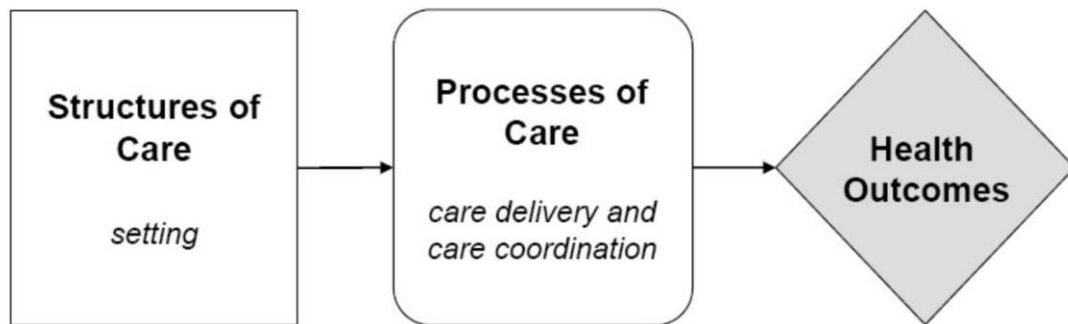 Structures of
Care
setting
Processes of
Care
care delivery and
care coordination
Health
Outcomes